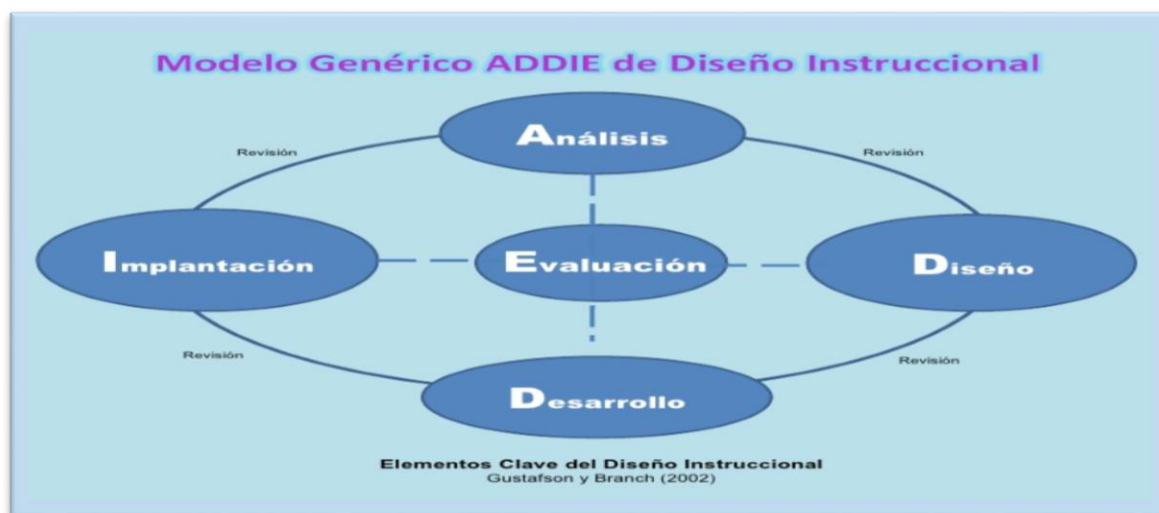 Modelo Genérico ADDIE de Diseño Instruccional
Análisis
Revisión
Revisión
Implantación
Evaluación
Diseño
Revisión
Revisión
Desarrollo
Elementos Clave del Diseño Instruccional
Gustafson y Branch (2002)